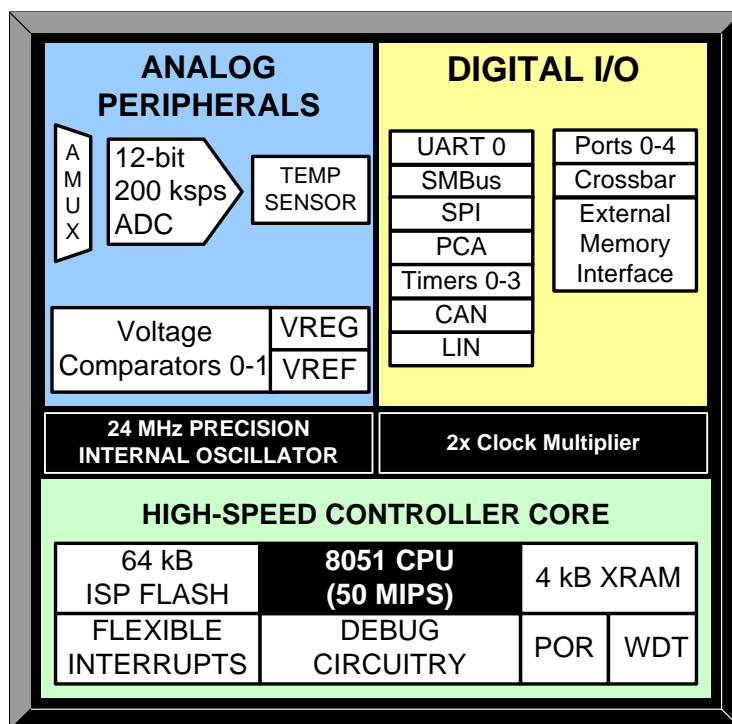 ANALOG
PERIPHERALS
A
M
U
X
12-bit
200 ksps
ADC
TEMP
SENSOR
Voltage
Comparators 0-1
VREG
VREF
DIGITAL I/O
UART 0
SMBus
SPI
PCA
Timers 0-3
CAN
LIN
Ports 0-4
Crossbar
External
Memory
Interface
24 MHz PRECISION
INTERNAL OSCILLATOR
2x Clock Multiplier
HIGH-SPEED CONTROLLER CORE
64 kB
ISP FLASH
8051 CPU
(50 MIPS)
4 kB XRAM
FLEXIBLE
INTERRUPTS
DEBUG
CIRCUITRY
POR
WDT